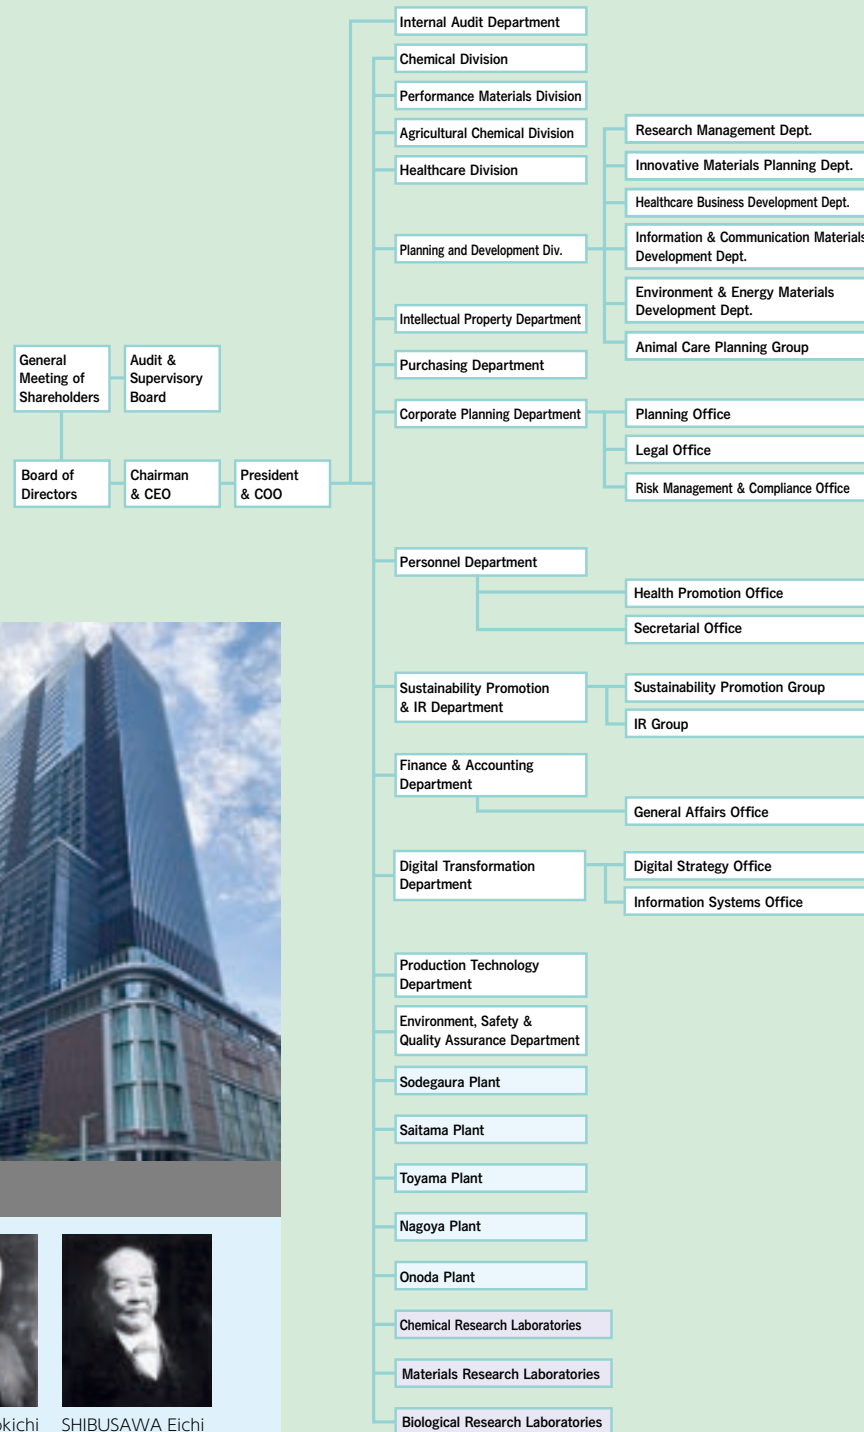 Internal Audit Department
Chemical Division
Performance Materials Division
Agricultural Chemical Division
Healthcare Division
Planning and Development Div.
Research Management Dept.
Innovative Materials Planning Dept.
Healthcare Business Development Dept.
Information & Communication Materials
Development Dept.
Environment & Energy Materials
Development Dept.
Animal Care Planning Group
Intellectual Property Department
Purchasing Department
Corporate Planning Department
Planning Office
Legal Office
Risk Management & Compliance Office
General
Meeting of
Shareholders
Audit &
Supervisory
Board
Board of
Directors
Chairman
& CEO
President
& COO
Personnel Department
Health Promotion Office
Secretarial Office
Sustainability Promotion
& IR Department
Sustainability Promotion Group
IR Group
Finance & Accounting
Department
General Affairs Office
Digital Transformation
Department
Digital Strategy Office
Information Systems Office
Production Technology
Department
Environment, Safety &
Quality Assurance Department
Sodegaura Plant
Saitama Plant
Toyama Plant
Nagoya Plant
Onoda Plant
Chemical Research Laboratories
Materials Research Laboratories
Biological Research Laboratories
SHIBUSAWA Eichi